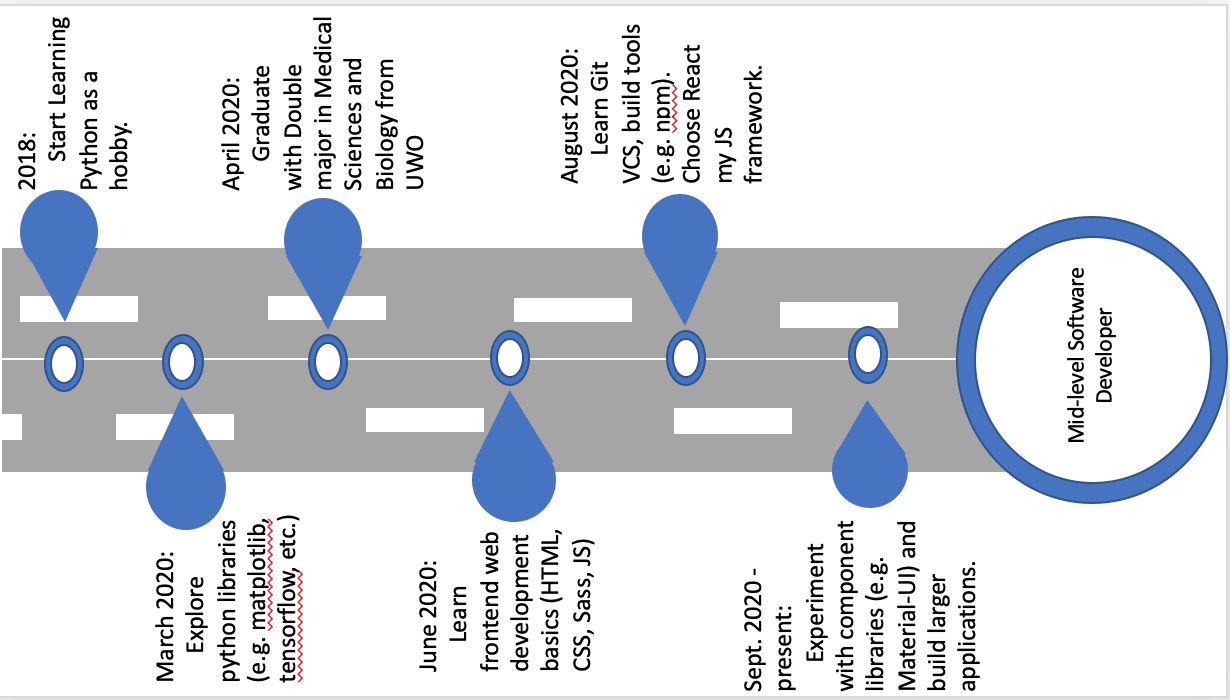 2018:
Start Learning
Python as a
hobby.
March 2020:
Explore
python libraries
(e.g. matplotlib,
tensorflow, etc.)
April 2020:
Graduate
with Double
major in Medical
Sciences and
Biology from
UWO
June 2020:
Learn
frontend web
development
basics (HTML,
CSS, Sass, JS)
August 2020:
Learn Git
VCS, build tools
(e.g. npm).
Choose React
my JS
framework.
Sept. 2020 -
present:
Experiment
with component
libraries (e.g.
Material-UI) and
build larger
applications.
Mid-level Software
Developer